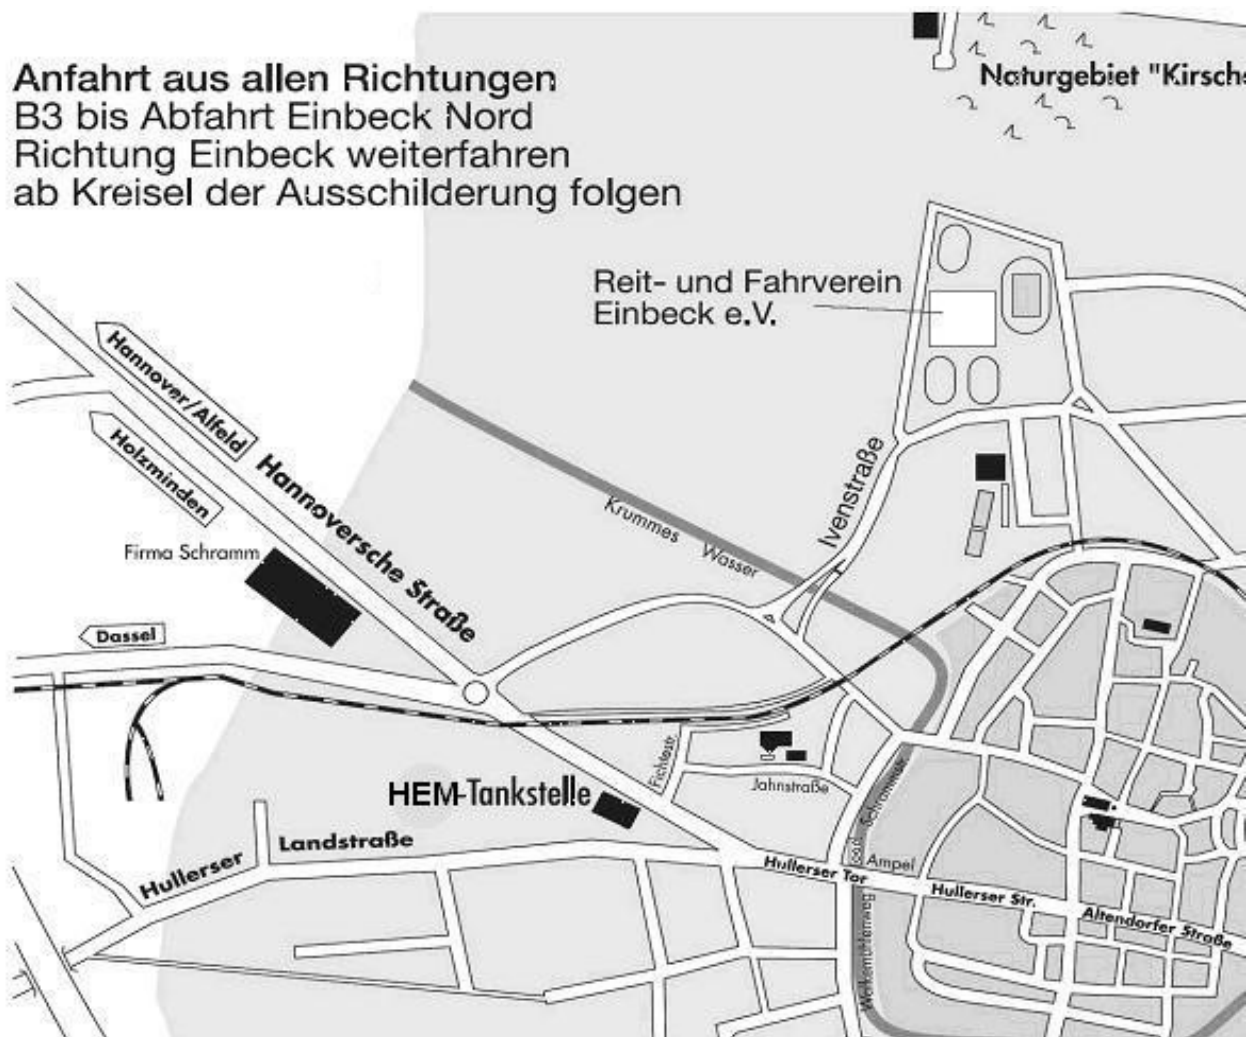 Anfahrt aus allen Richtungen
B3 bis Abfahrt Einbeck Nord
Richtung Einbeck weiterfahren
ab Kreisel der Ausschilderung folgen
Naturgebiet "Kirschs
Reit- und Fahrverein
Einbeck e.V.
Hannover/Alfeld
Holzminden
Hannoversche Straße
Ivenstraße
Krummes Wasser
Firma Schramm
Dassel
Fichtestr.
HEM-Tankstelle
Jahnstraße
Hullerser Landstraße
Hullerser Tor
Ampel
Hullerser Str.
Altendorfer Straße